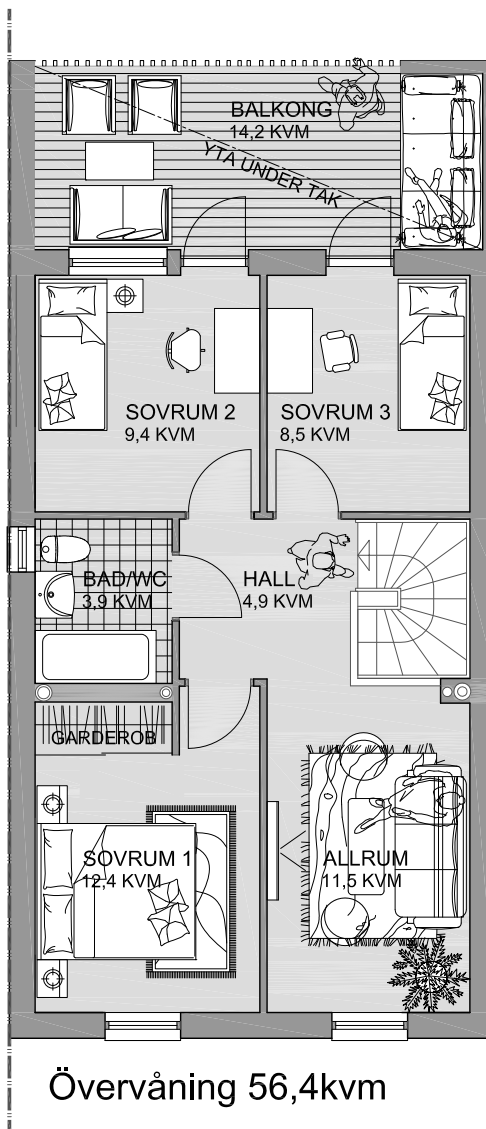 BALKONG
14,2 KVM
YTA UNDER TAK
SOVRUM 2
9,4 KVM
SOVRUM 3
8,5 KVM
BAD/WC
3,9 KVM
HALL
4,9 KVM
GARDEROB
SOVRUM 1
12,4 KVM
ALLRUM
11,5 KVM
Övervåning 56,4kvm